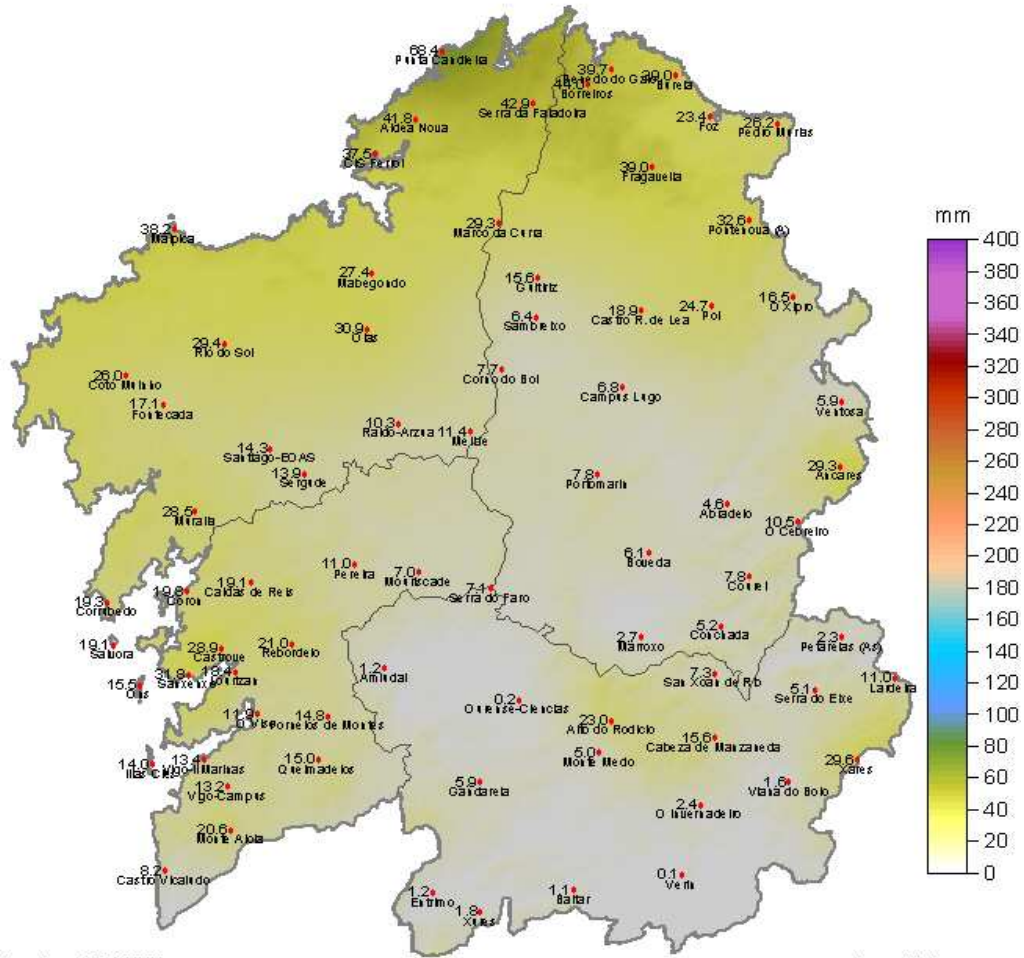 68.4
Punta Candieira
39.7
Penedo do Galo
39.0
Burela
44.0
Borreiros
42.9
Serra da Faladoira
41.8
Aldea Nova
23.4
Foz
26.2
Pedro Murias
37.5
CIS Ferrol
39.0
Fragavella
38.2
Malpica
29.3
Marco da Curra
32.6
Pontenova (A)
mm
400
380
360
340
320
300
280
260
240
220
200
180
160
140
120
100
80
60
40
20
0
27.4
Mabegondo
15.6
Guitiriz
16.5
O Xipro
18.9
Castro R. de Lea
24.7
Pol
6.4
Sambreixo
30.9
Olas
29.4
Rio do Sol
26.0
Coto Muiño
7.7
Corno do Boi
6.8
Campus Lugo
5.9
Ventosa
17.1
Fontecada
10.3
Raido-Arzua
11.4
Melide
14.3
Santiago-EOAS
13.9
Sergude
7.8
Portomarin
29.3
Ancares
28.5
Muralla
4.6
Abradelo
10.5
O Cebreiro
6.1
Boveda
11.0
Pereira
7.0
Mouriscade
7.8
Courel
19.1
Caldas de Reis
19.8
Coron
7.1
Serra do Faro
19.3
Corrubedo
5.2
Conchada
2.7
Marroxo
2.3
Petarelas (As)
19.1
Salvora
28.9
Castrove
21.0
Rebordelo
1.2
Amiudal
18.4
Lourizan
31.8
Sanxenxo
7.3
San Xoan de Rio
11.0
Lardeira
15.5
Ons
5.1
Serra do Eixe
0.2
Ourense-Ciencias
11.9
O Viso
14.8
Fornelos de Montes
23.0
Alto do Rodicio
15.6
Cabeza de Manzaneda
5.0
Monte Medo
13.4
14.0
Illas Cies
15.0
Queimadelos
29.6
Xares
13.2
Vigo-Campus
5.9
Gandarela
1.6
Viana do Bolo
2.4
O Invernadeiro
20.6
Monte Aloia
8.2
Castro Vicaludo
0.1
Verin
1.2
Entrimo
1.1
Baltar
1.8
Xures